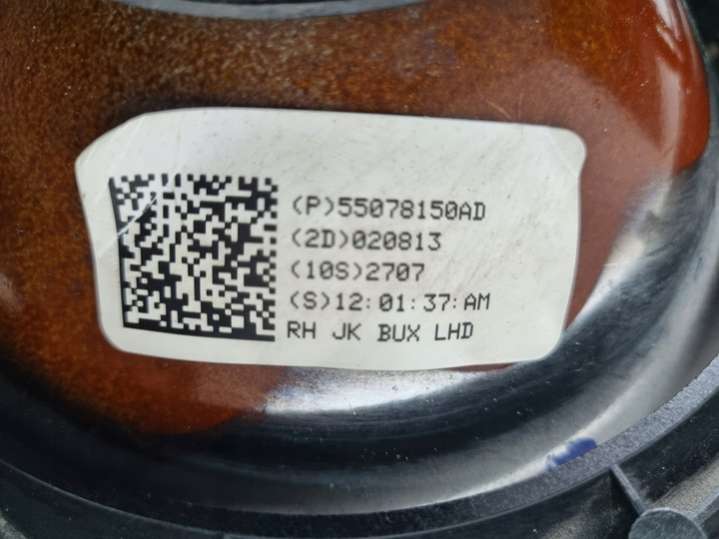 (P)55078150AD
(2D)020813
(10S)2707
(S)12:01:37:AM
RH JK BUX LHD